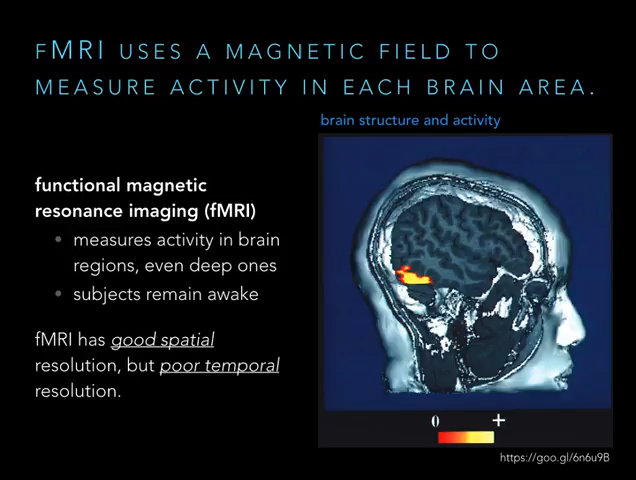 fMRI USES A MAGNETIC FIELD TO
MEASURE ACTIVITY IN EACH BRAIN AREA.
brain structure and activity
functional magnetic
resonance imaging (fMRI)
• measures activity in brain
regions, even deep ones
• subjects remain awake
fMRI has good spatial
resolution, but poor temporal
resolution.
0 +
https://goo.gl/6n6u9B